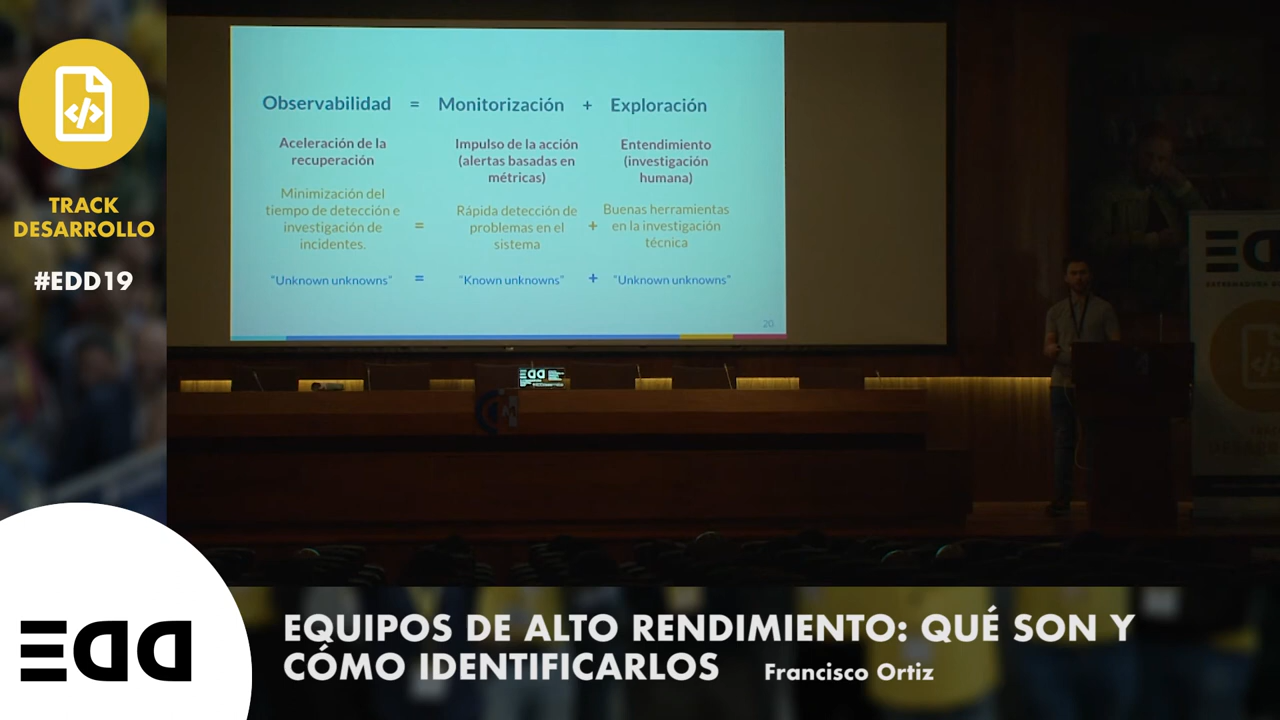 TRACK
DESARROLLO
#EDD19
Observabilidad = Monitorización + Exploración
Aceleración de la
recuperación
Impulso de la acción
(alertas basadas en
métricas)
Entendimiento
(investigación
humana)
Minimización del
tiempo de detección e
investigación de
incidentes.
=
Rápida detección de
problemas en el
sistema
+
Buenas herramientas
en la investigación
técnica
"Unknown unknowns" = "Known unknowns" + "Unknown unknowns"
20
EDD
EDD
EQUIPOS DE ALTO RENDIMIENTO: QUÉ SON Y
CÓMO IDENTIFICARLOS Francisco Ortiz